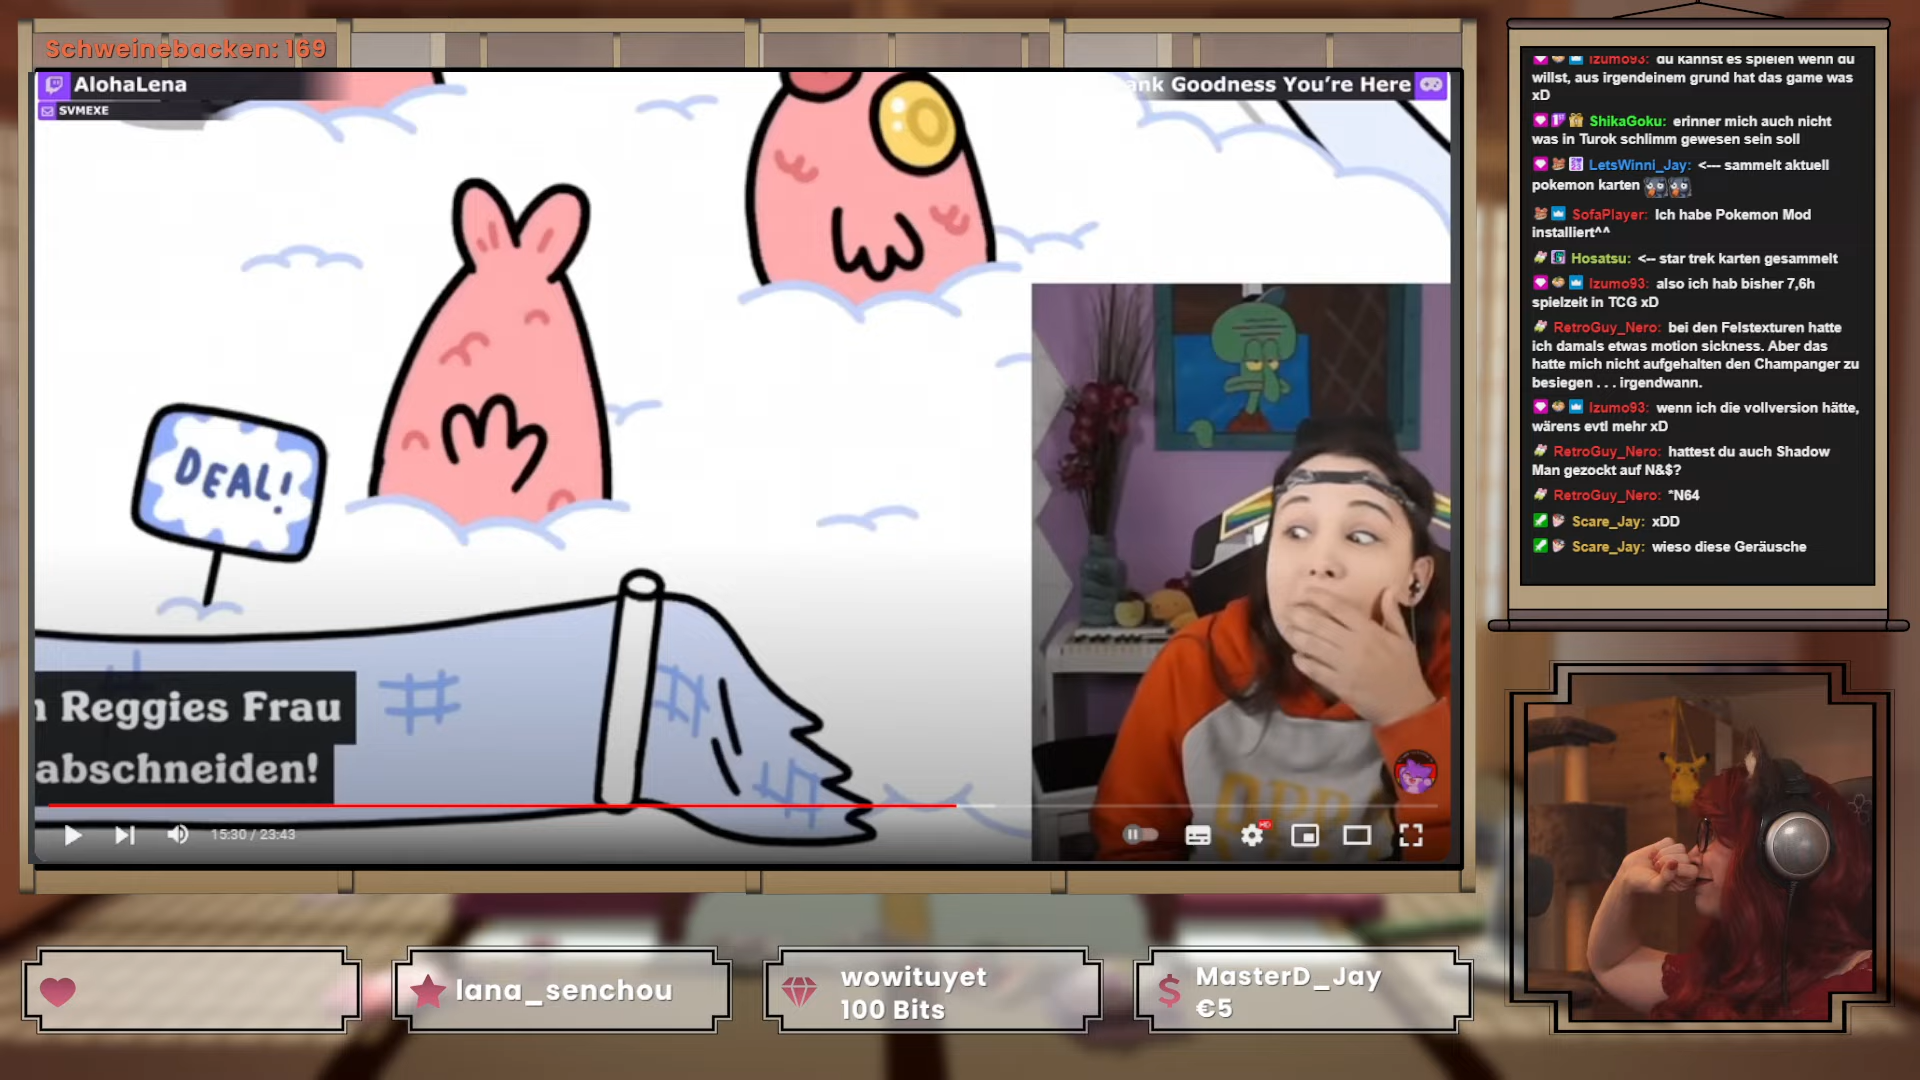 Schweinebacken: 169
AlohaLena
SVMEXE
ank Goodness You're Here
DEAL!
n Reggies Frau
abschneiden!
15:30 / 23:43
HD
Izumo93: du kannst es spielen wenn du
willst, aus irgendeinem grund hat das game was
xD
ShikaGoku: erinner mich auch nicht
was in Turok schlimm gewesen sein soll
LetsWinni_Jay: <--- sammelt aktuell
pokemon karten
SofaPlayer: Ich habe Pokemon Mod
installiert^^
Hosatsu: <-- star trek karten gesammelt
Izumo93: also ich hab bisher 7,6h
spielzeit in TCG xD
RetroGuy_Nero: bei den Felstexturen hatte
ich damals etwas motion sickness. Aber das
hatte mich nicht aufgehalten den Champanger zu
besiegen . . . irgendwann.
Izumo93: wenn ich die vollversion hätte,
wärens evtl mehr xD
RetroGuy_Nero: hattest du auch Shadow
Man gezockt auf N&$?
RetroGuy_Nero: *N64
Scare_Jay: xDD
Scare_Jay: wieso diese Geräusche
lana_senchou
wowituyet
100 Bits
MasterD_Jay
€5